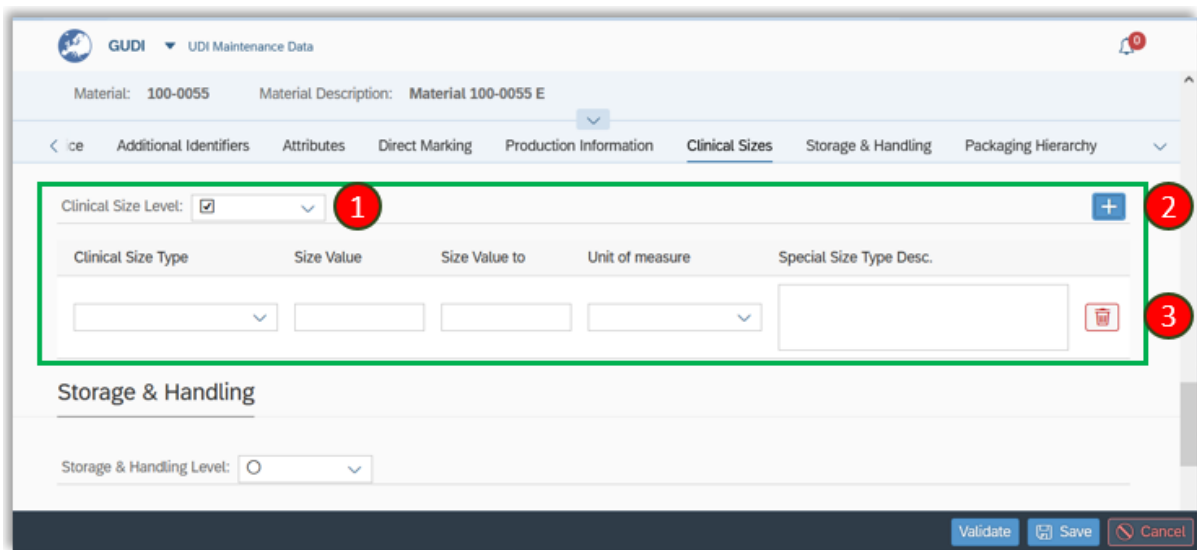 GUDI UDI Maintenance Data 0
Material: 100-0055 Material Description: Material 100-0055 E
ice Additional Identifiers Attributes Direct Marking Production Information Clinical Sizes Storage & Handling Packaging Hierarchy
Clinical Size Level: 1 2
Clinical Size Type Size Value Size Value to Unit of measure Special Size Type Desc.
3
Storage & Handling
Storage & Handling Level:
Validate Save Cancel